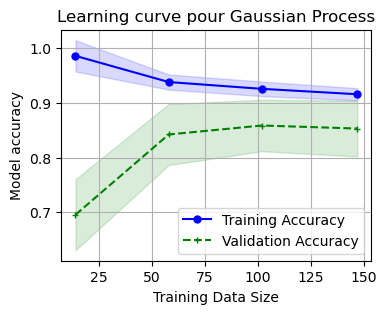 Learning curve pour Gaussian Process
Model accuracy
1.0
0.9
0.8
0.7
Training Accuracy
Validation Accuracy
25
50
75
100
125
150
Training Data Size